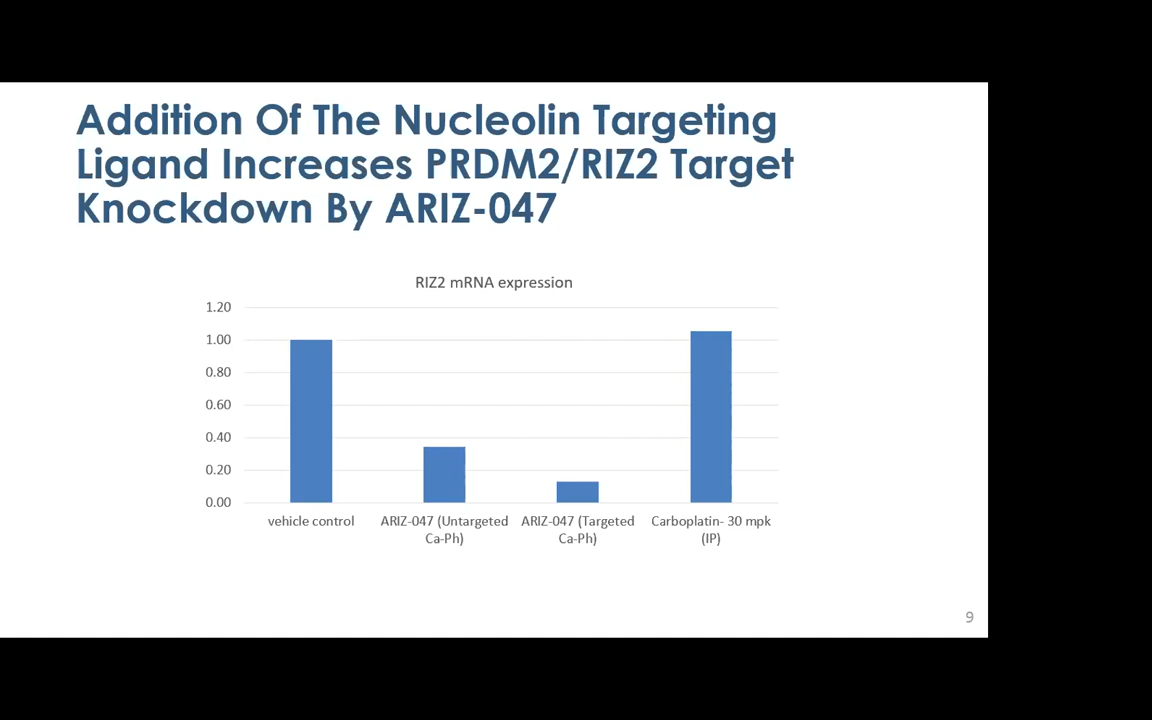 Addition Of The Nucleolin Targeting
Ligand Increases PRDM2/RIZ2 Target
Knockdown By ARIZ-047
RIZ2 mRNA expression
1.20
1.00
0.80
0.60
0.40
0.20
0.00
vehicle control
ARIZ-047 (Untargeted
Ca-Ph)
ARIZ-047 (Targeted
Ca-Ph)
Carboplatin- 30 mpk
(IP)
9